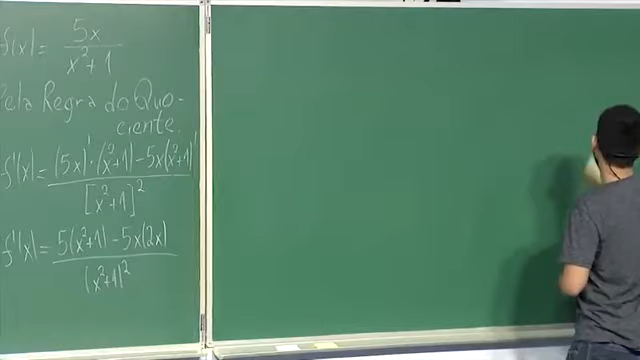 f(x) = 5x / x²+1
Pela Regra do Quo-
ciente.
f'(x) = (5x)'·(x²+1) - 5x(x²+1)' / [x²+1]²
f'(x) = 5(x²+1) - 5x(2x) / (x²+1)²